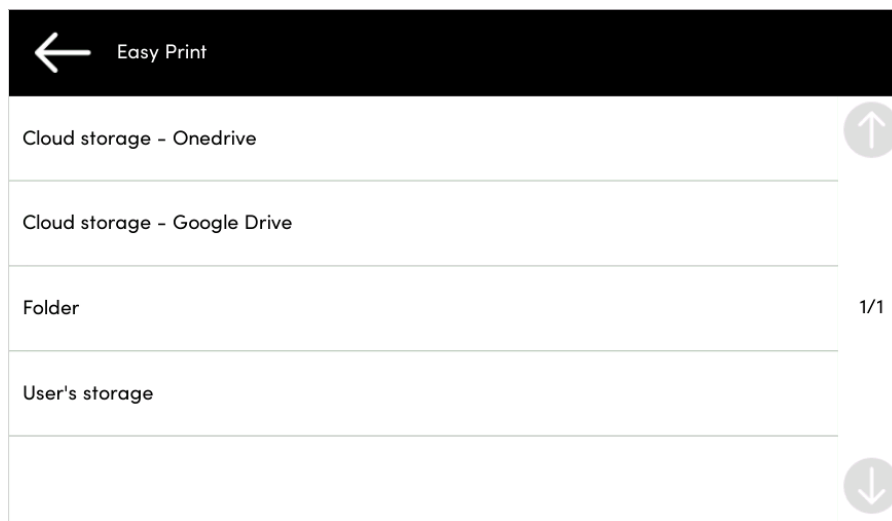 Easy Print
Cloud storage - Onedrive
Cloud storage - Google Drive
Folder
1/1
User's storage